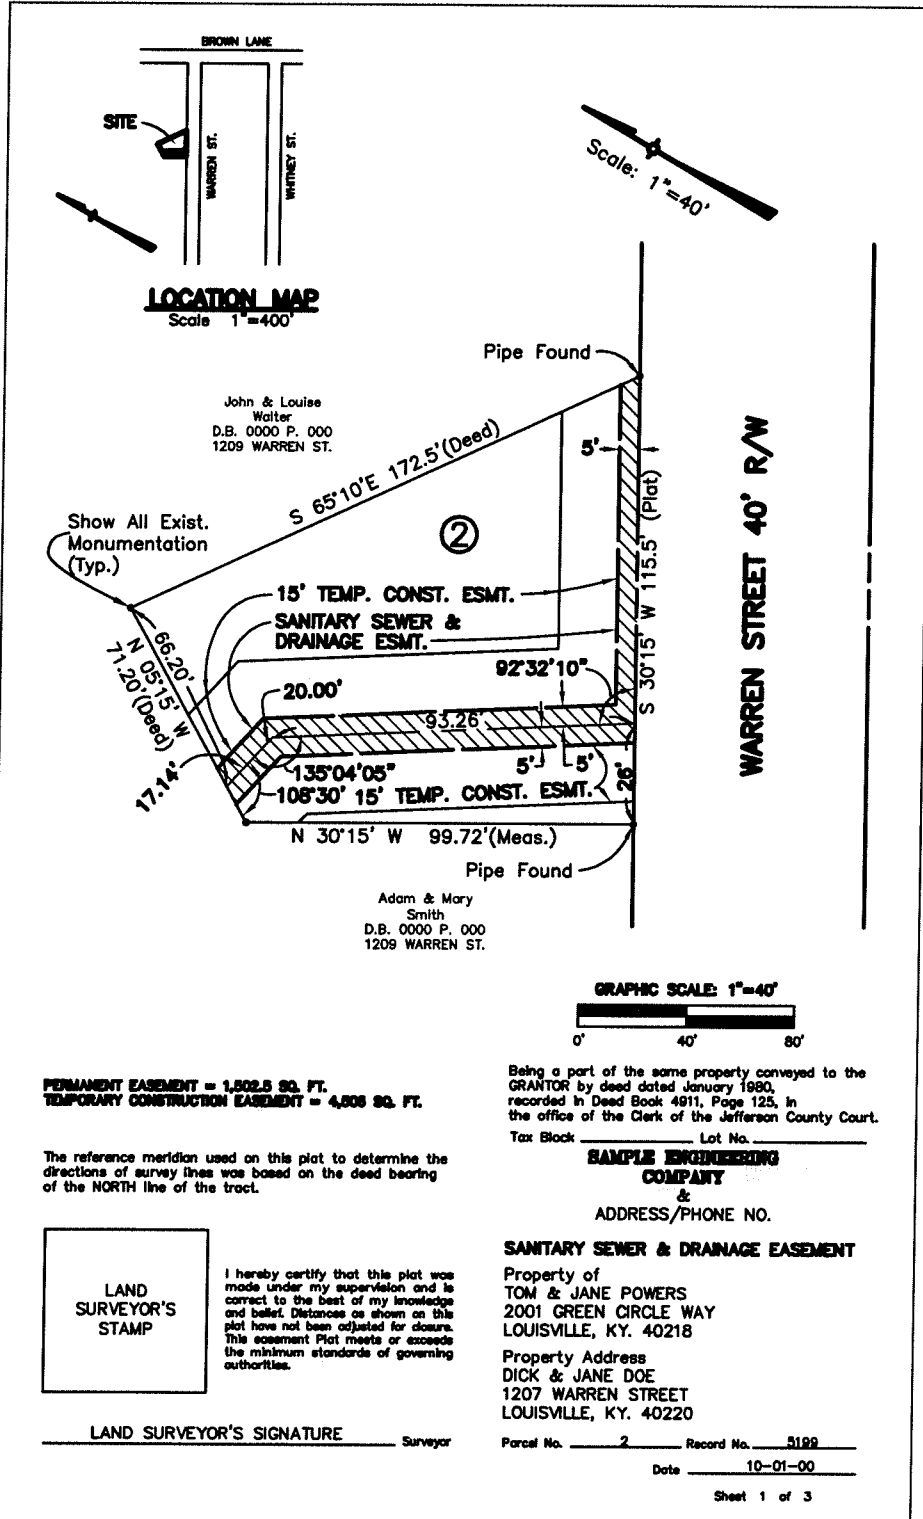 BROWN LANE
SITE
WARREN ST.
WHITNEY ST.
LOCATION MAP
Scale 1"=400'
Scale: 1"=40'
Pipe Found
John & Louise
Walter
D.B. 0000 P. 000
1209 WARREN ST.
S 65°10'E 172.5'(Deed)
5'
S 30°15' W 115.5' (Plat)
WARREN STREET 40' R/W
Show All Exist.
Monumentation
(Typ.)
2
15' TEMP. CONST. ESMT.
SANITARY SEWER &
DRAINAGE ESMT.
66.20'
N 05°15' W
71.20'(Deed)
20.00'
92°32'10"
93.26'
17.14'
135°04'05"
5'
5'
26'
108°30'
15' TEMP. CONST. ESMT.
N 30°15' W 99.72'(Meas.)
Pipe Found
Adam & Mary
Smith
D.B. 0000 P. 000
1209 WARREN ST.
GRAPHIC SCALE: 1"=40'
0' 40' 80'
PERMANENT EASEMENT = 1,502.5 SQ. FT.
TEMPORARY CONSTRUCTION EASEMENT = 4,508 SQ. FT.
Being a part of the same property conveyed to the
GRANTOR by deed dated January 1980,
recorded in Deed Book 4911, Page 125, in
the office of the Clerk of the Jefferson County Court.
Tax Block Lot No.
The reference meridian used on this plat to determine the
directions of survey lines was based on the deed bearing
of the NORTH line of the tract.
SAMPLE ENGINEERING
COMPANY
&
ADDRESS/PHONE NO.
LAND
SURVEYOR'S
STAMP
I hereby certify that this plat was
made under my supervision and is
correct to the best of my knowledge
and belief. Distances as shown on this
plat have not been adjusted for closure.
This easement Plat meets or exceeds
the minimum standards of governing
authorities.
LAND SURVEYOR'S SIGNATURE Surveyor
SANITARY SEWER & DRAINAGE EASEMENT
Property of
TOM & JANE POWERS
2001 GREEN CIRCLE WAY
LOUISVILLE, KY. 40218
Property Address
DICK & JANE DOE
1207 WARREN STREET
LOUISVILLE, KY. 40220
Parcel No. 2 Record No. 5199
Date 10-01-00
Sheet 1 of 3